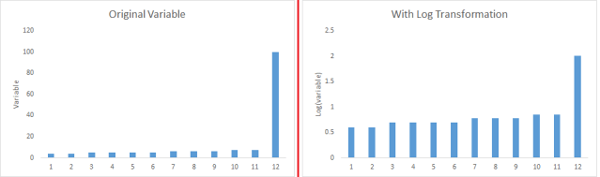 Original Variable
120
100
80
60
40
20
0
Variable
1 2 3 4 5 6 7 8 9 10 11 12
With Log Transformation
2.5
2
1.5
1
0.5
0
Log(variable)
1 2 3 4 5 6 7 8 9 10 11 12